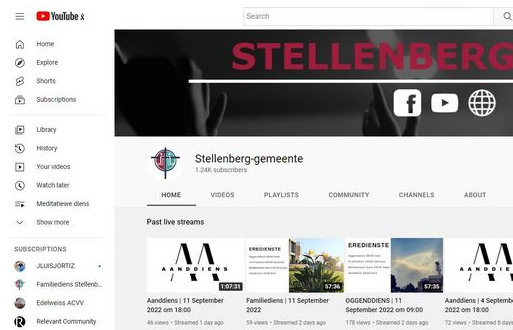 YouTube
Search
Home
Explore
Shorts
Subscriptions
Library
History
Your videos
Watch later
Meditatiewe diens
Show more
SUBSCRIPTIONS
JLUISJORTIZ
Familiediens Stellenb...
Edelweiss ACVV
Relevant Community
STELLENBERG
Stellenberg-gemeente
1.24K subscribers
HOME VIDEOS PLAYLISTS COMMUNITY CHANNELS ABOUT
Past live streams
AANDDIENS
1:07:31
Aanddiens | 11 September
2022 om 18:00
46 views • Streamed 1 day ago
EREDIENSTE
57:36
Familiediens | 11 September
2022
59 views • Streamed 2 days ago
EREDIENSTE
57:35
OGGENDDIENS | 11
September 2022 om 09:00
178 views • Streamed 2 days ago
AANDDIENS
Aanddiens | 4 Septembe
2022 om 18:00
72 views • Streamed 8 days